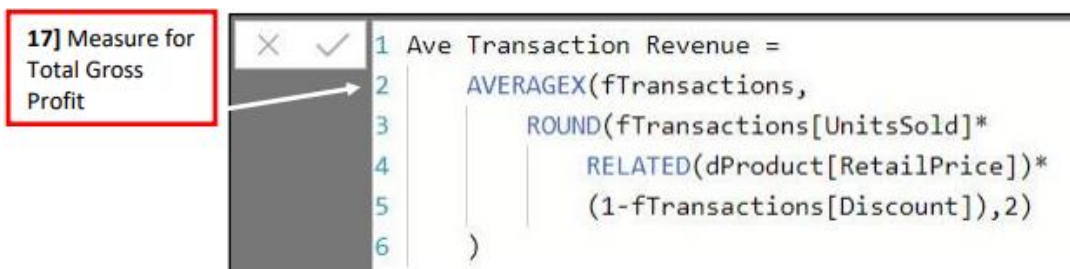 17] Measure for
Total Gross
Profit
1 Ave Transaction Revenue =
2 AVERAGEX(fTransactions,
3 ROUND(fTransactions[UnitsSold]*
4 RELATED(dProduct[RetailPrice])*
5 (1-fTransactions[Discount]),2)
6 )